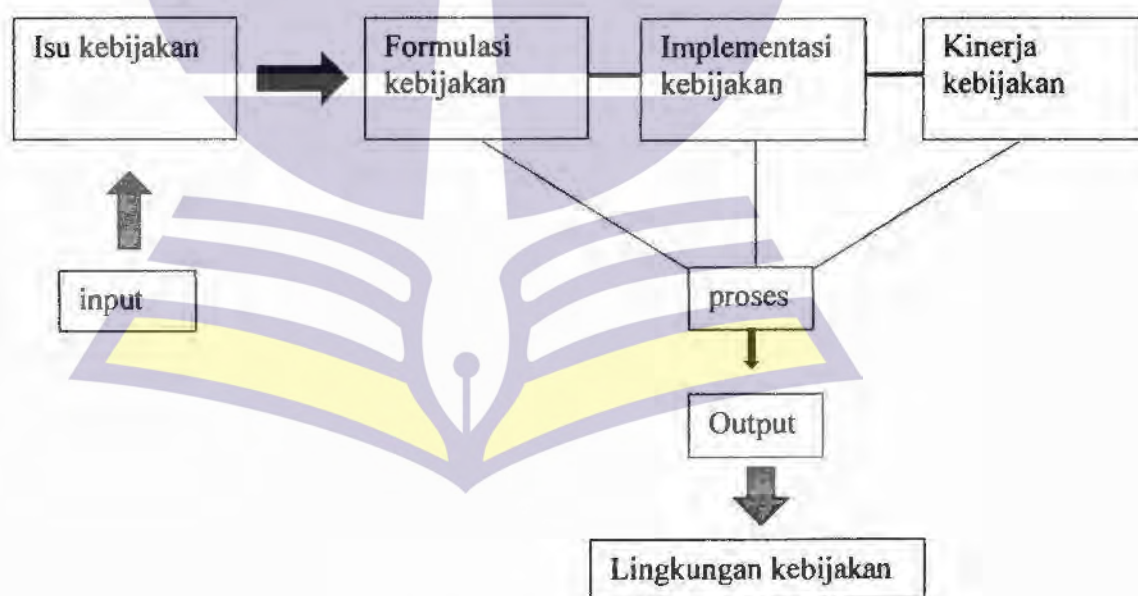 Isu kebijakan
Formulasi
kebijakan
Implementasi
kebijakan
Kinerja
kebijakan
input
proses
Output
Lingkungan kebijakan